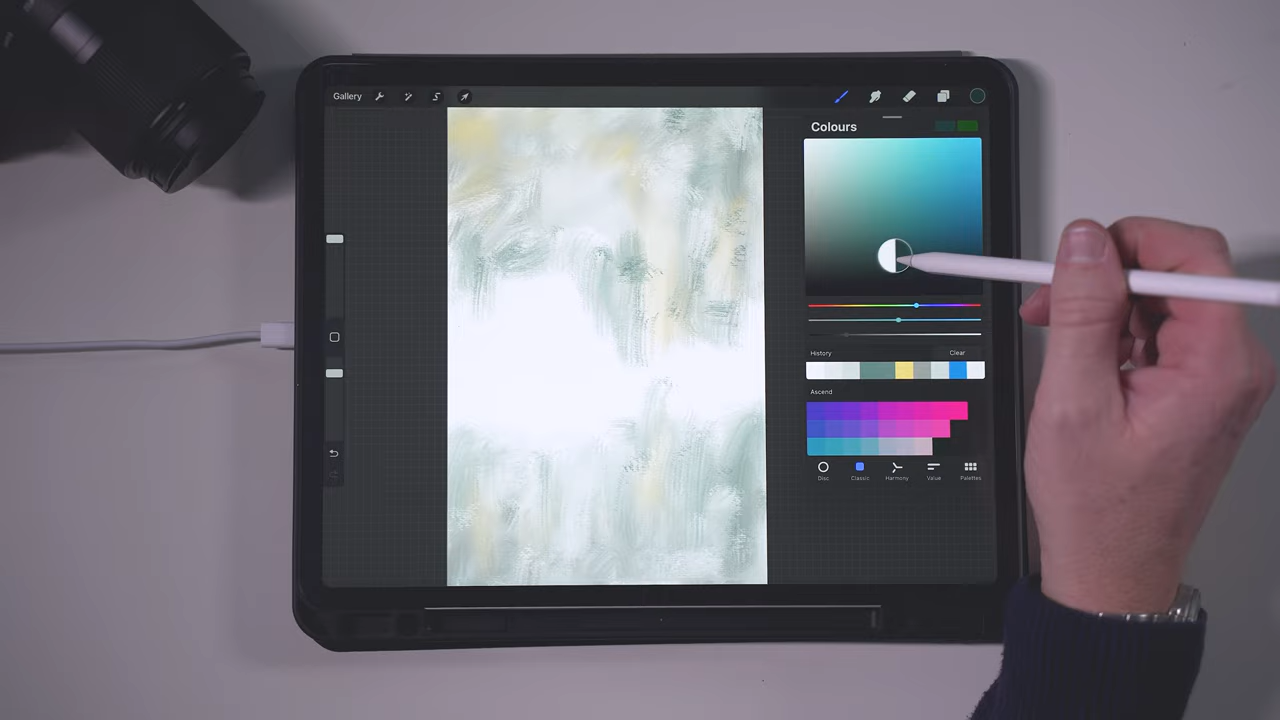 Gallery
Colours
History Clear
Ascend
Disc Classic Harmony Value Palettes